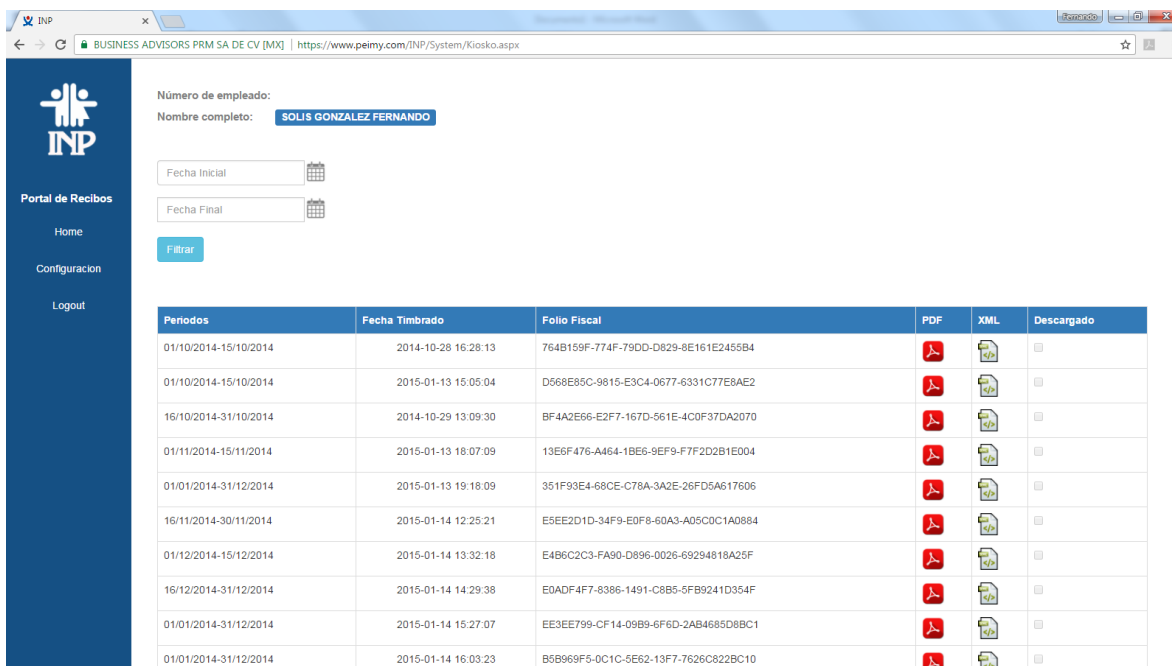 INP
Documento1 - Microsoft Word
Fernando
BUSINESS ADVISORS PRM SA DE CV [MX] | https://www.peimy.com/INP/System/Kiosko.aspx
INP
Portal de Recibos
Home
Configuracion
Logout
Número de empleado:
Nombre completo: SOLIS GONZALEZ FERNANDO
Fecha Inicial
Fecha Final
Filtrar
Periodos Fecha Timbrado Folio Fiscal PDF XML Descargado
01/10/2014-15/10/2014 2014-10-28 16:28:13 764B159F-774F-79DD-D829-8E161E2455B4
01/10/2014-15/10/2014 2015-01-13 15:05:04 D568E85C-9815-E3C4-0677-6331C77E8AE2
16/10/2014-31/10/2014 2014-10-29 13:09:30 BF4A2E66-E2F7-167D-561E-4C0F37DA2070
01/11/2014-15/11/2014 2015-01-13 18:07:09 13E6F476-A464-1BE6-9EF9-F7F2D2B1E004
01/01/2014-31/12/2014 2015-01-13 19:18:09 351F93E4-68CE-C78A-3A2E-26FD5A617606
16/11/2014-30/11/2014 2015-01-14 12:25:21 E5EE2D1D-34F9-E0F8-60A3-A05C0C1A0884
01/12/2014-15/12/2014 2015-01-14 13:32:18 E4B6C2C3-FA90-D896-0026-69294818A25F
16/12/2014-31/12/2014 2015-01-14 14:29:38 E0ADF4F7-8386-1491-C8B5-5FB9241D354F
01/01/2014-31/12/2014 2015-01-14 15:27:07 EE3EE799-CF14-09B9-6F6D-2AB4685D8BC1
01/01/2014-31/12/2014 2015-01-14 16:03:23 B5B969F5-0C1C-5E62-13F7-7626C822BC10